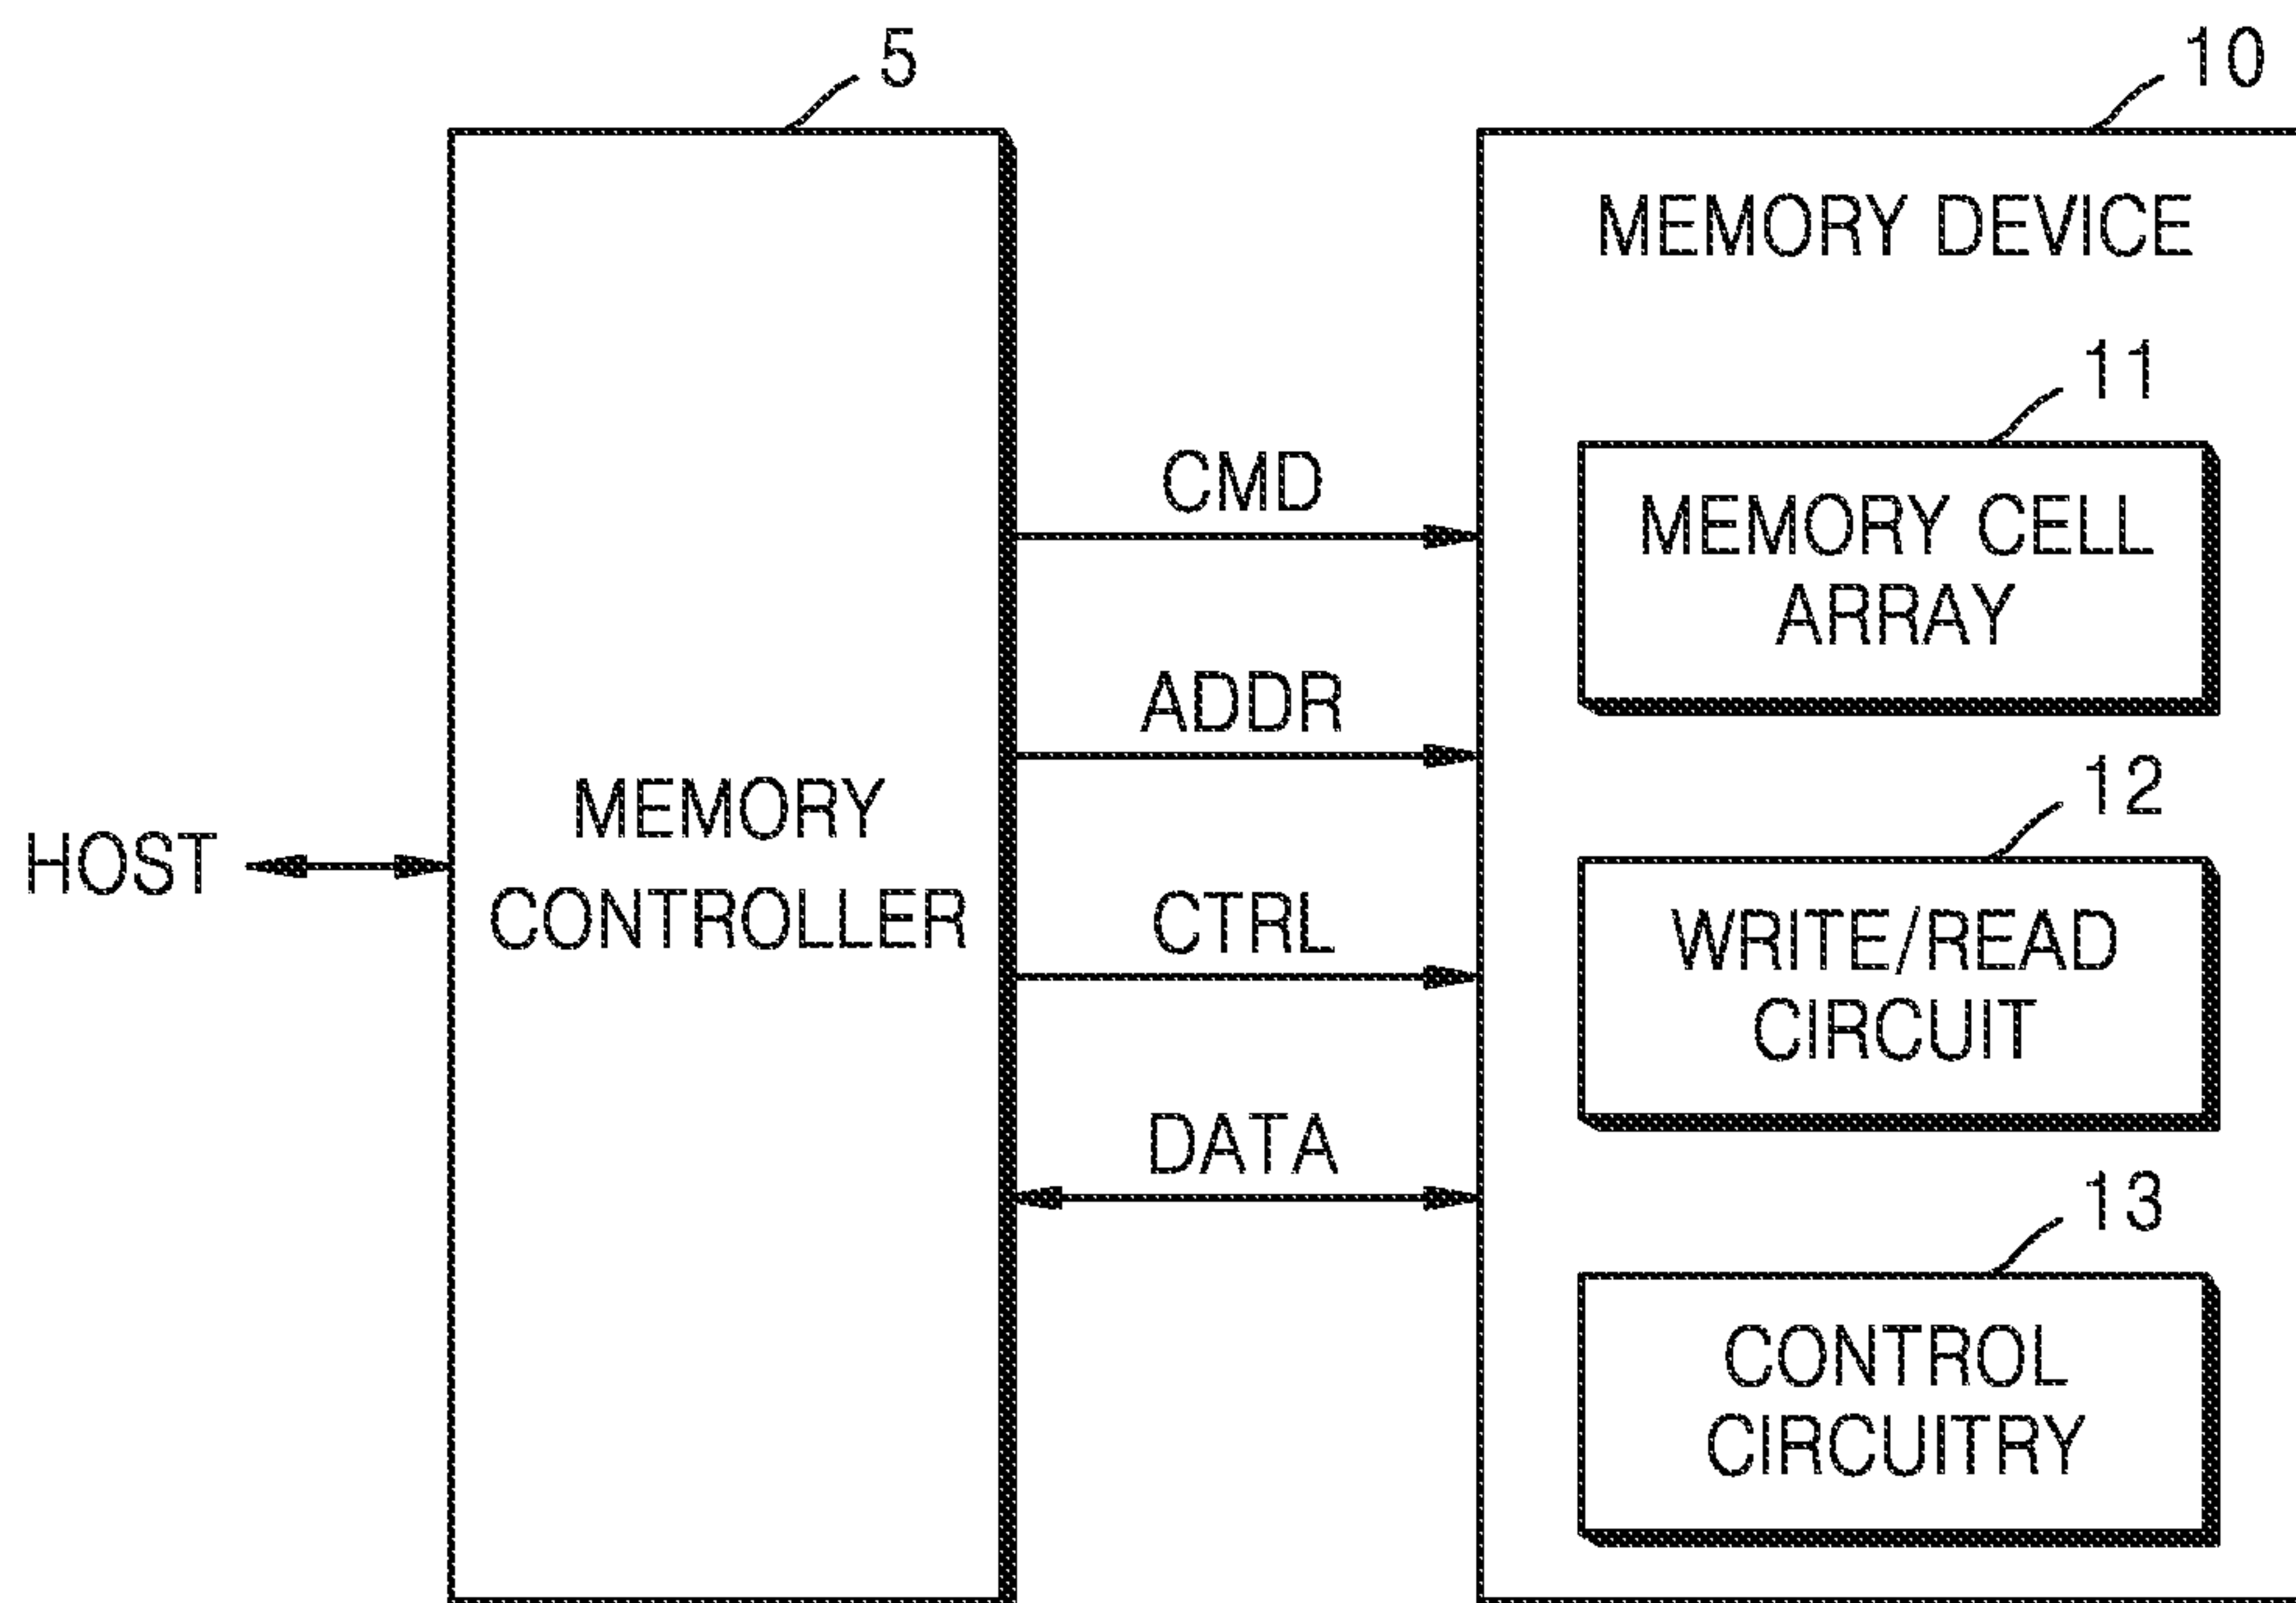 5
10
MEMORY DEVICE
11
MEMORY CELL
ARRAY
CMD
ADDR
CTRL
DATA
HOST
MEMORY
CONTROLLER
12
WRITE/READ
CIRCUIT
13
CONTROL
CIRCUITRY